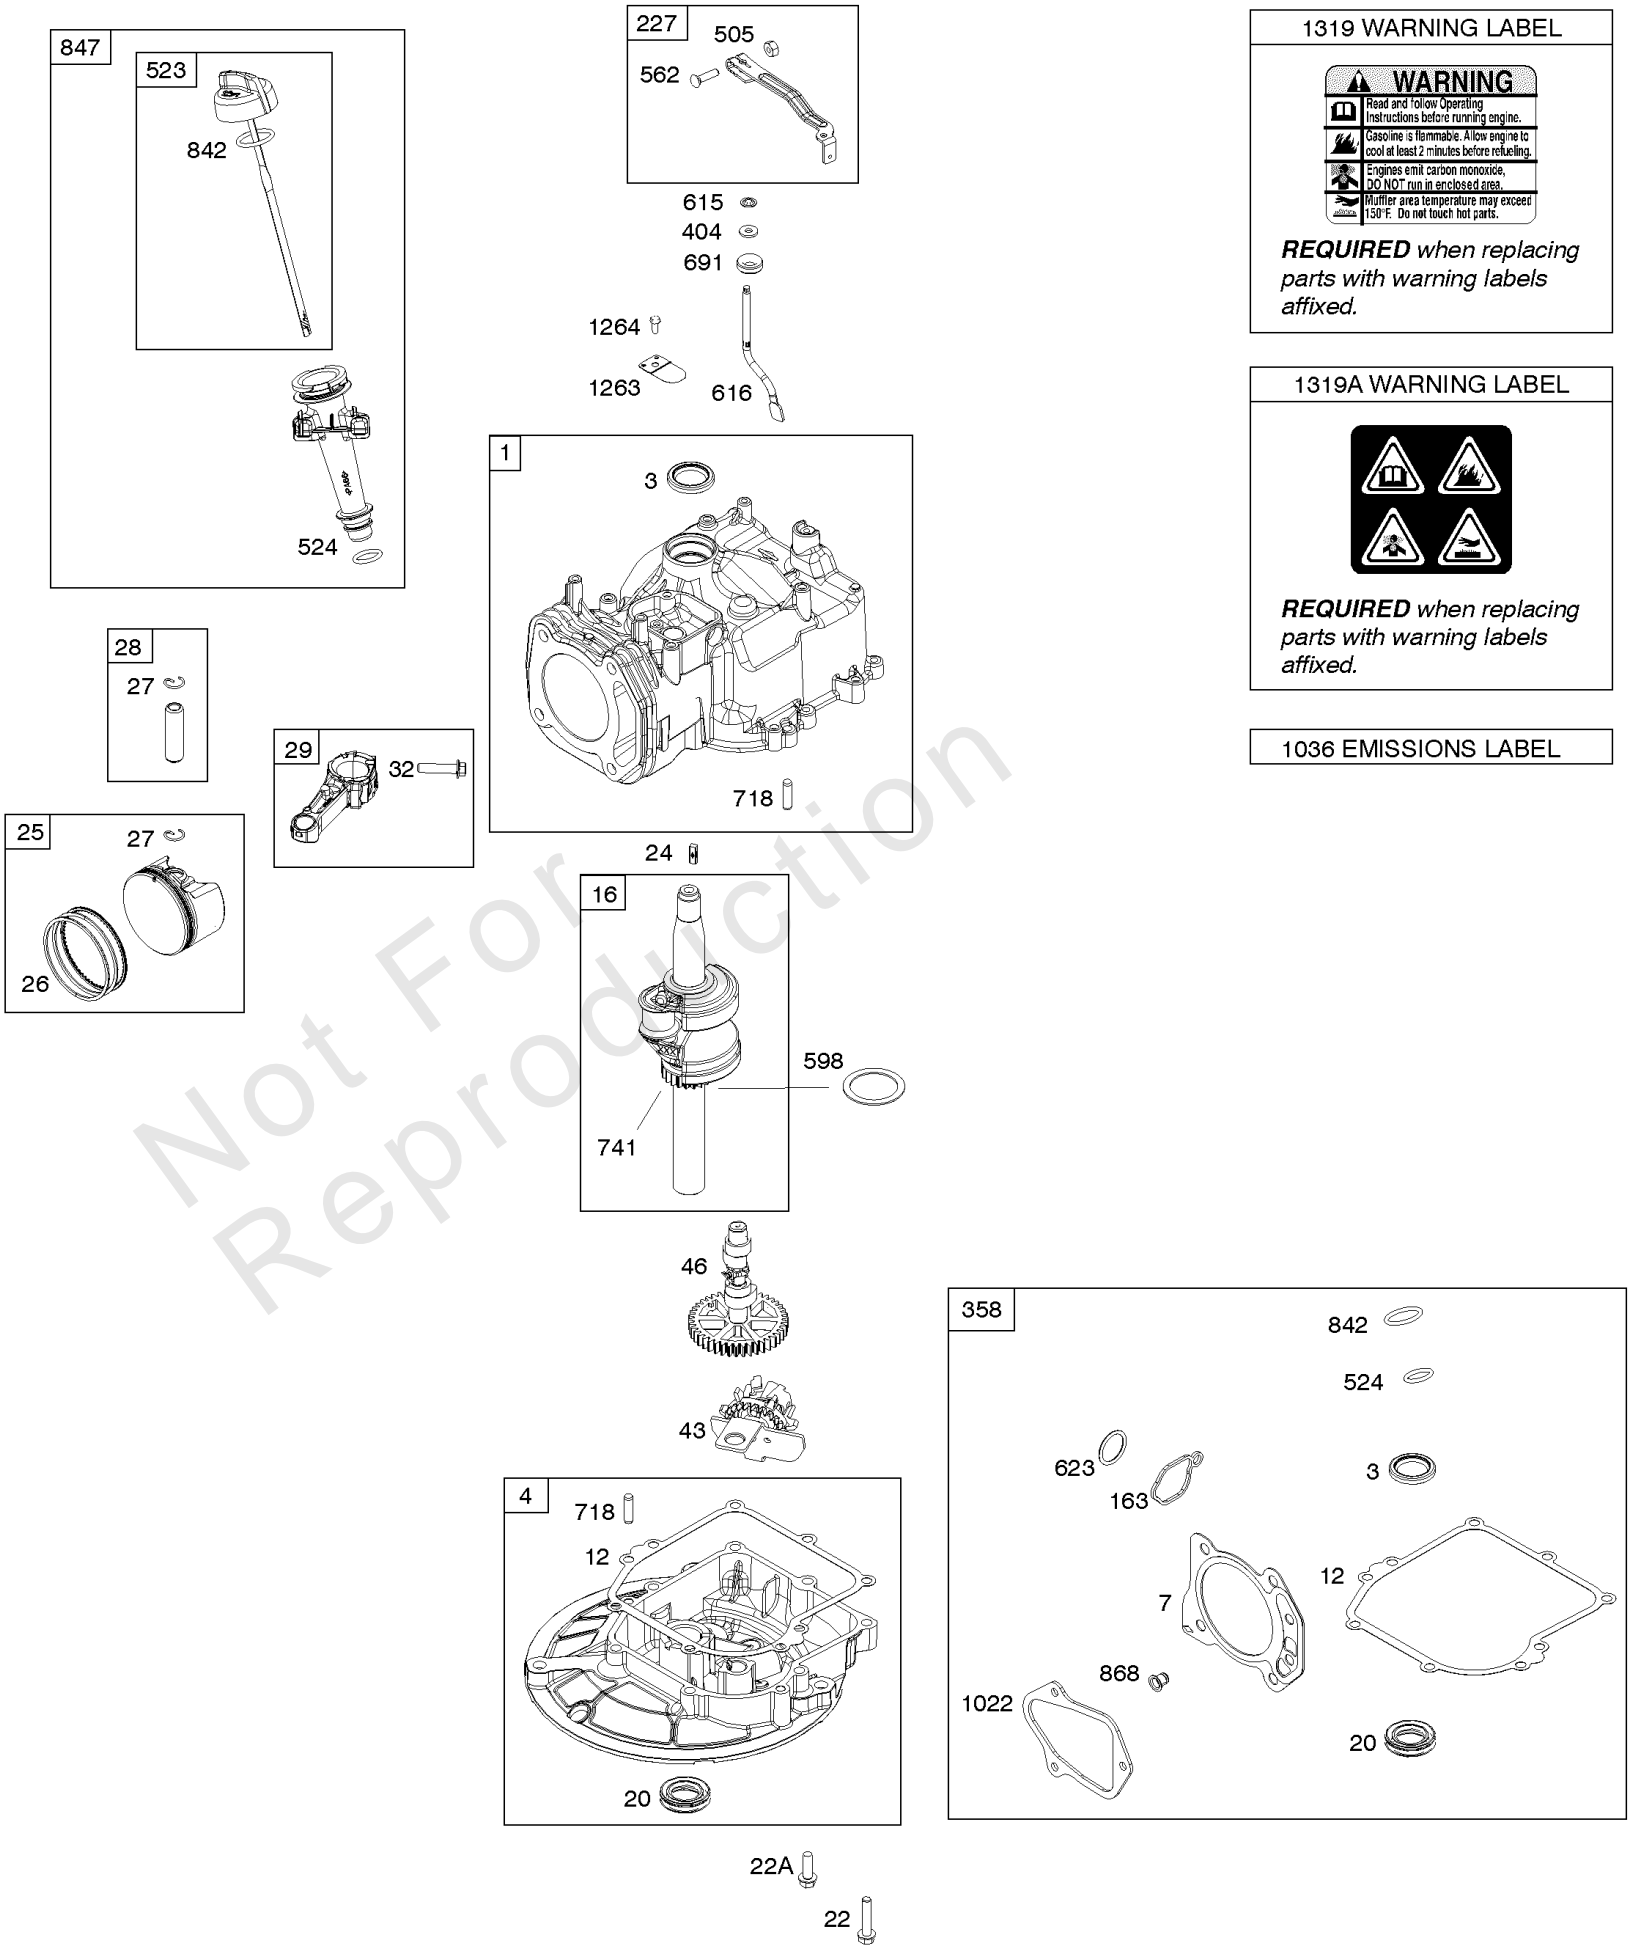 847
523
842
524
227
505
562
615
404
691
1264
1263
616
1319 WARNING LABEL
WARNING
Read and follow Operating
Instructions before running engine.
Gasoline is flammable. Allow engine to
cool at least 2 minutes before refueling.
Engines emit carbon monoxide,
DO NOT run in enclosed area.
Muffler area temperature may exceed
150°F. Do not touch hot parts.
REQUIRED when replacing
parts with warning labels
affixed.
1319A WARNING LABEL
REQUIRED when replacing
parts with warning labels
affixed.
1036 EMISSIONS LABEL
1
3
718
28
27
29
32
25
27
26
24
16
598
741
46
43
4
718
12
20
22A
22
358
842
524
623
163
3
12
7
868
1022
20
Not For
Reproduction